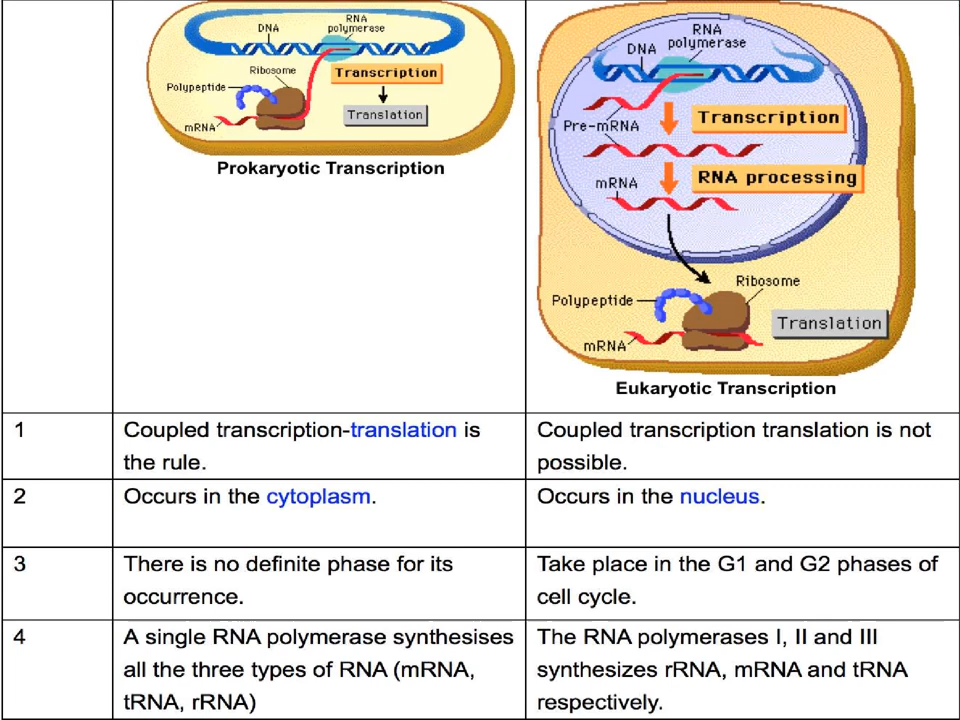 DNA
RNA
polymerase
Ribosome
Transcription
Polypeptide
Translation
mRNA
Prokaryotic Transcription
RNA
polymerase
DNA
Transcription
Pre-mRNA
RNA processing
mRNA
Ribosome
Polypeptide
Translation
mRNA
Eukaryotic Transcription
1
Coupled transcription-translation is
the rule.
Coupled transcription translation is not
possible.
2
Occurs in the cytoplasm.
Occurs in the nucleus.
3
There is no definite phase for its
occurrence.
Take place in the G1 and G2 phases of
cell cycle.
4
A single RNA polymerase synthesises
all the three types of RNA (mRNA,
tRNA, rRNA)
The RNA polymerases I, II and III
synthesizes rRNA, mRNA and tRNA
respectively.